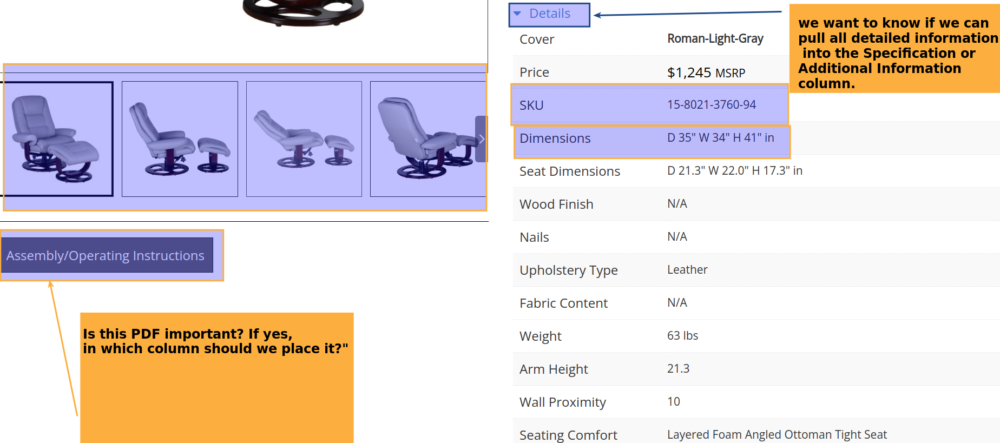 Assembly/Operating Instructions
Is this PDF important? If yes,
in which column should we place it?"
Details
we want to know if we can
pull all detailed information
into the Specification or
Additional Information
column.
Cover Roman-Light-Gray
Price $1,245 MSRP
SKU 15-8021-3760-94
Dimensions D 35" W 34" H 41" in
Seat Dimensions D 21.3" W 22.0" H 17.3" in
Wood Finish N/A
Nails N/A
Upholstery Type Leather
Fabric Content N/A
Weight 63 lbs
Arm Height 21.3
Wall Proximity 10
Seating Comfort Layered Foam Angled Ottoman Tight Seat